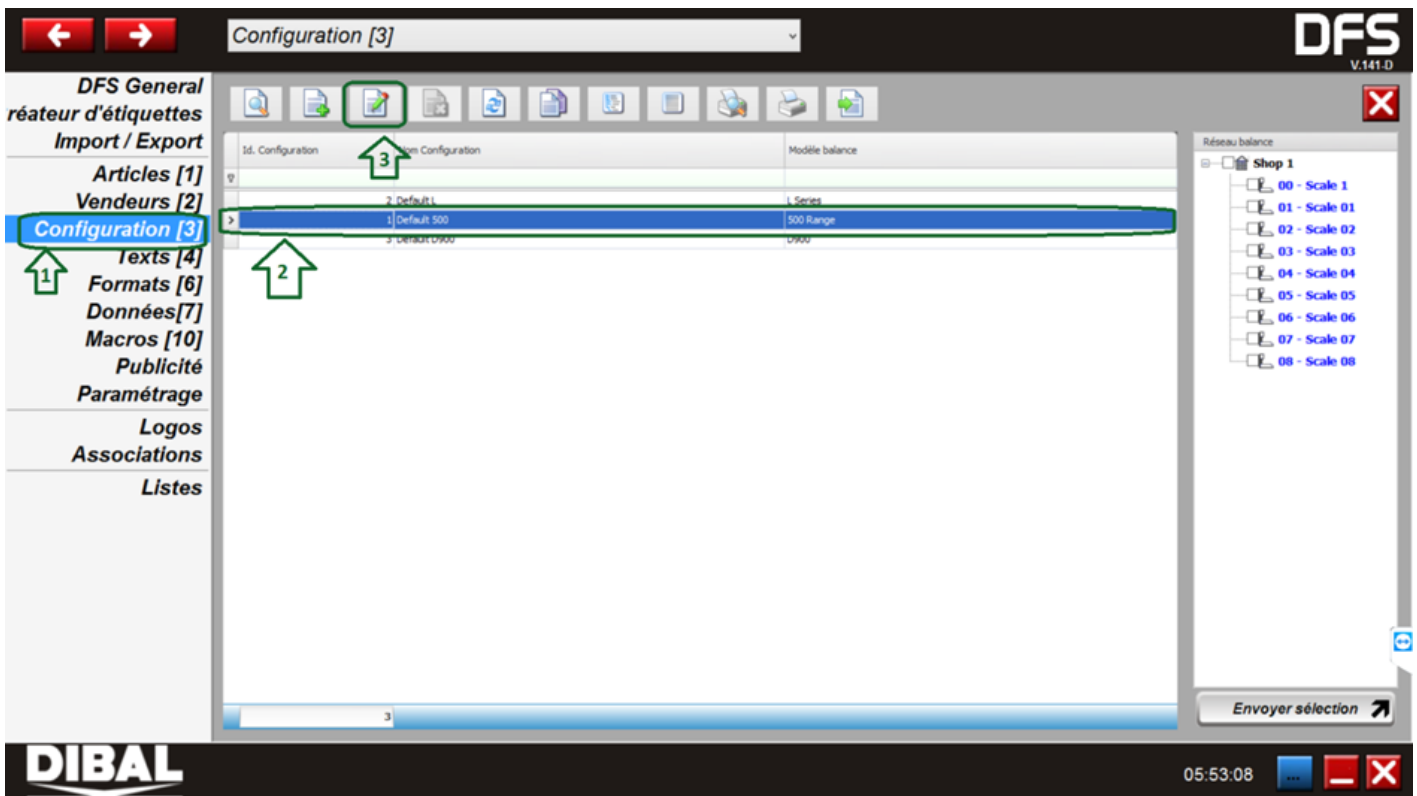 Configuration [3]
DFS
V.141.D
DFS General
réateur d'étiquettes
Import / Export
Articles [1]
Vendeurs [2]
Configuration [3]
Texts [4]
Formats [6]
Données[7]
Macros [10]
Publicité
Paramétrage
Logos
Associations
Listes
1
3
2
Id. Configuration
Nom Configuration
Modèle balance
2 Default L L Series
1 Default 500 500 Range
3 Default D900 D900
3
Réseau balance
Shop 1
00 - Scale 1
01 - Scale 01
02 - Scale 02
03 - Scale 03
04 - Scale 04
05 - Scale 05
06 - Scale 06
07 - Scale 07
08 - Scale 08
Envoyer sélection
DIBAL
05:53:08
...